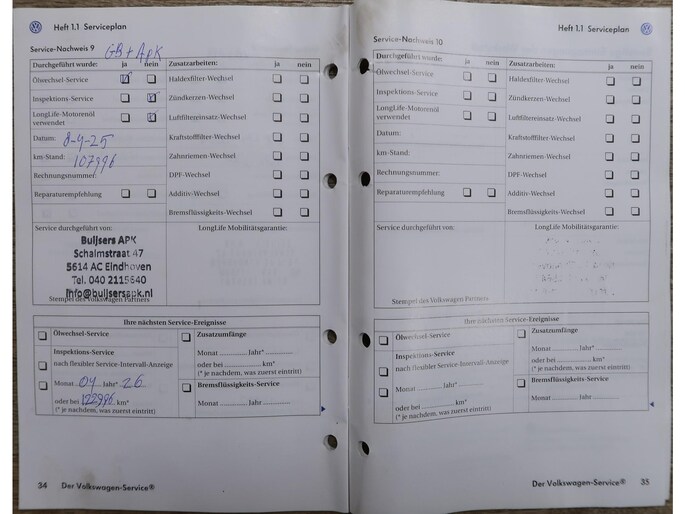 Heft 1.1 Serviceplan
Service-Nachweis 9 GB + APK
Durchgeführt wurde: ja nein
Ölwechsel-Service
Inspektions-Service
LongLife-Motorenöl
verwendet
Datum: 8-4-25
km-Stand: 107996
Rechnungsnummer:
Reparaturempfehlung
Zusatzarbeiten: ja nein
Haldexfilter-Wechsel
Zündkerzen-Wechsel
Luftfiltereinsatz-Wechsel
Kraftstofffilter-Wechsel
Zahnriemen-Wechsel
DPF-Wechsel
Additiv-Wechsel
Bremsflüssigkeits-Wechsel
Service durchgeführt von:
Buijsers APK
Schalmstraat 47
5614 AC Eindhoven
Tel. 040 2115640
info@buijsersapk.nl
Stempel des Volkswagen Partners
LongLife Mobilitätsgarantie:
Ihre nächsten Service-Ereignisse
Ölwechsel-Service
Inspektions-Service
nach flexibler Service-Intervall-Anzeige
Monat 04 Jahr* 26
oder bei 122996 km*
(* je nachdem, was zuerst eintritt)
Zusatzumfänge
Monat Jahr*
oder bei km*
(* je nachdem, was zuerst eintritt)
Bremsflüssigkeits-Service
Monat Jahr
34 Der Volkswagen-Service®
Heft 1.1 Serviceplan
Service-Nachweis 10
Durchgeführt wurde: ja nein
Ölwechsel-Service
Inspektions-Service
LongLife-Motorenöl
verwendet
Datum:
km-Stand:
Rechnungsnummer:
Reparaturempfehlung
Zusatzarbeiten: ja nein
Haldexfilter-Wechsel
Zündkerzen-Wechsel
Luftfiltereinsatz-Wechsel
Kraftstofffilter-Wechsel
Zahnriemen-Wechsel
DPF-Wechsel
Additiv-Wechsel
Bremsflüssigkeits-Wechsel
Service durchgeführt von:
Stempel des Volkswagen Partners
LongLife Mobilitätsgarantie:
Ihre nächsten Service-Ereignisse
Ölwechsel-Service
Inspektions-Service
nach flexibler Service-Intervall-Anzeige
Monat Jahr*
oder bei km*
(* je nachdem, was zuerst eintritt)
Zusatzumfänge
Monat Jahr*
oder bei km*
(* je nachdem, was zuerst eintritt)
Bremsflüssigkeits-Service
Monat Jahr
Der Volkswagen-Service® 35